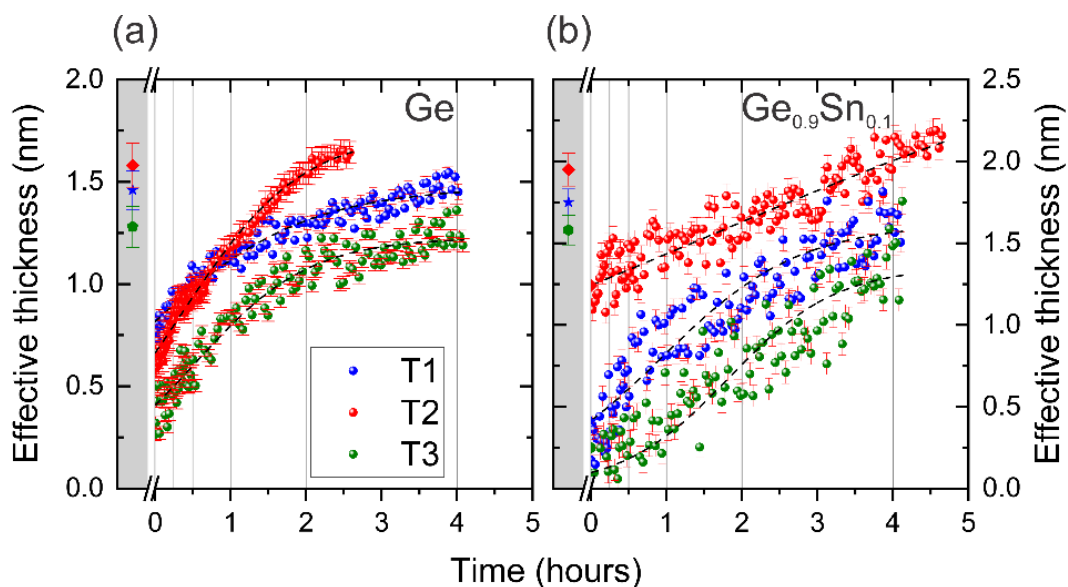 (a)
(b)
Effective thickness (nm)
2.0
1.5
1.0
0.5
0.0
Ge
T1
T2
T3
0 1 2 3 4
Ge₀.₉Sn₀.₁
2.5
2.0
1.5
1.0
0.5
0.0
Effective thickness (nm)
0 1 2 3 4 5
Time (hours)